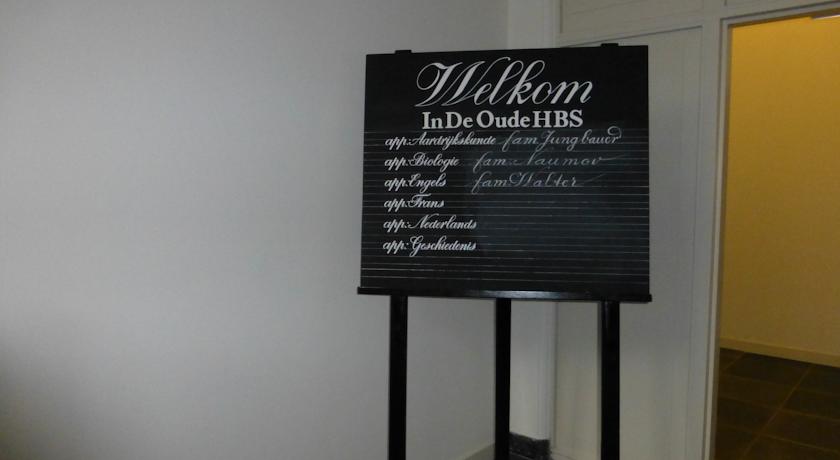 Welkom
In De Oude HBS
app: Aardrijkskunde fam Jungbauer
app: Biologie fam. Naumov
app: Engels fam Walter
app: Frans
app: Nederlands
app: Geschiedenis